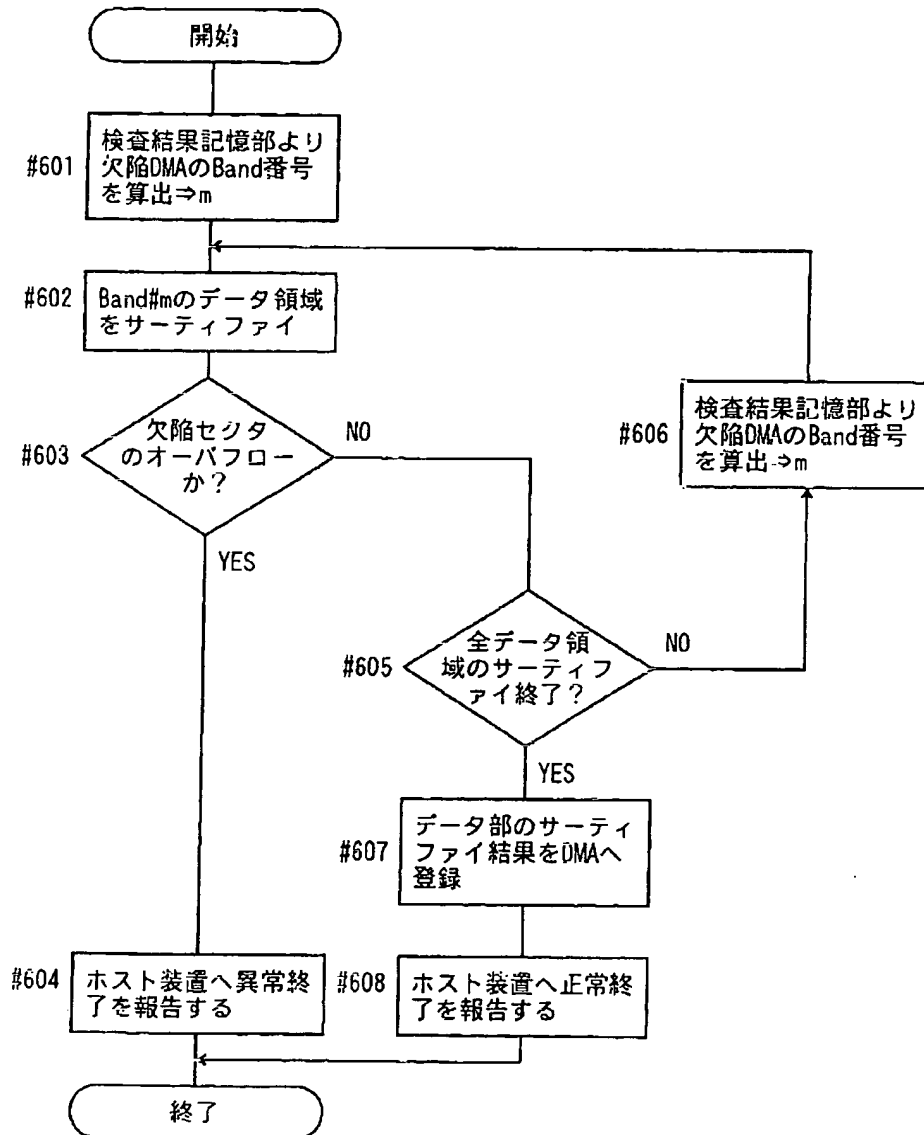 開始
#601
検査結果記憶部より
欠陥DMAのBand番号
を算出⇒m
#602
Band#mのデータ領域
をサーティファイ
#603
欠陥セクタ
のオーバフロー
か？
NO
YES
#606
検査結果記憶部より
欠陥DMAのBand番号
を算出⇒m
#605
全データ領
域のサーティフ
ァイ終了？
NO
YES
#607
データ部のサーティ
ファイ結果をDMAへ
登録
#604
ホスト装置へ異常終
了を報告する
#608
ホスト装置へ正常終
了を報告する
終了